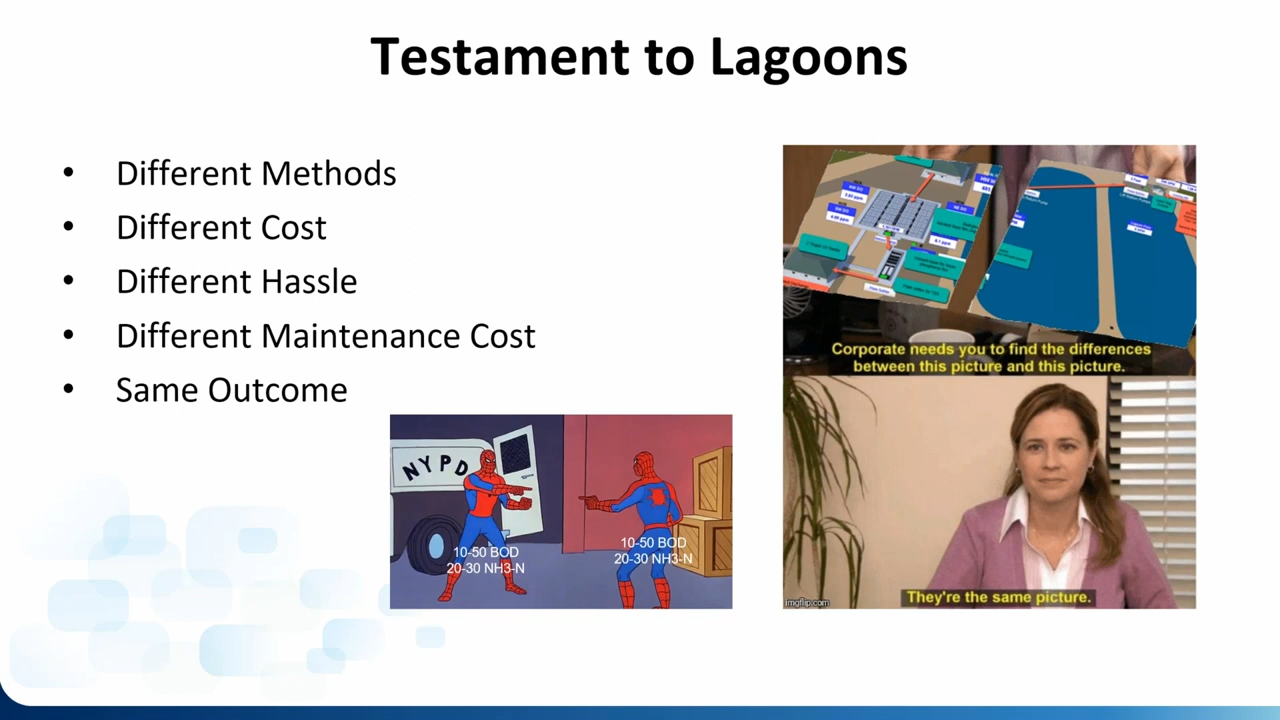 Testament to Lagoons
• Different Methods
• Different Cost
• Different Hassle
• Different Maintenance Cost
• Same Outcome
NYPD
10-50 BOD
20-30 NH3-N
10-50 BOD
20-30 NH3-N
Corporate needs you to find the differences
between this picture and this picture.
They're the same picture.
imgflip.com